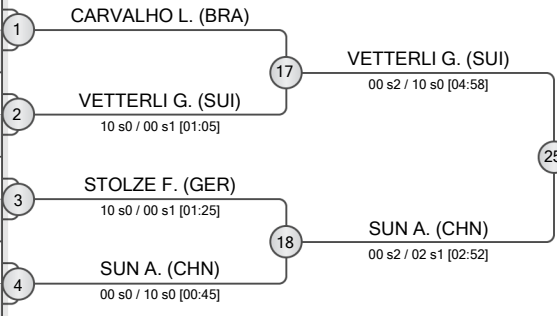 1
CARVALHO L. (BRA)
17
VETTERLI G. (SUI)
00 s2 / 10 s0 [04:58]
2
VETTERLI G. (SUI)
10 s0 / 00 s1 [01:05]
25
3
STOLZE F. (GER)
10 s0 / 00 s1 [01:25]
18
SUN A. (CHN)
00 s2 / 02 s1 [02:52]
4
SUN A. (CHN)
00 s0 / 10 s0 [00:45]